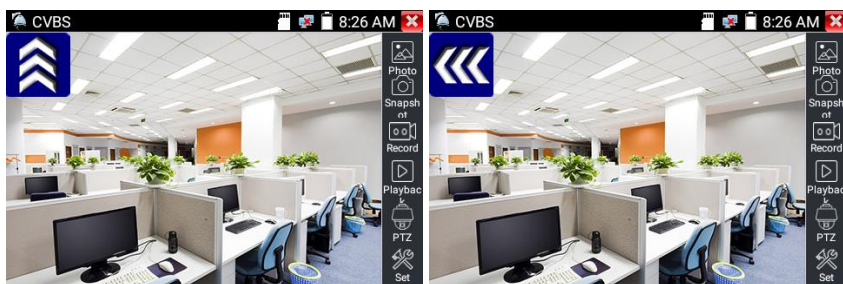 CVBS
8:26 AM
Photo
Snapsh
ot
Record
Playbac
k
PTZ
Set
CVBS
8:26 AM
Photo
Snapsh
ot
Record
Playbac
k
PTZ
Set